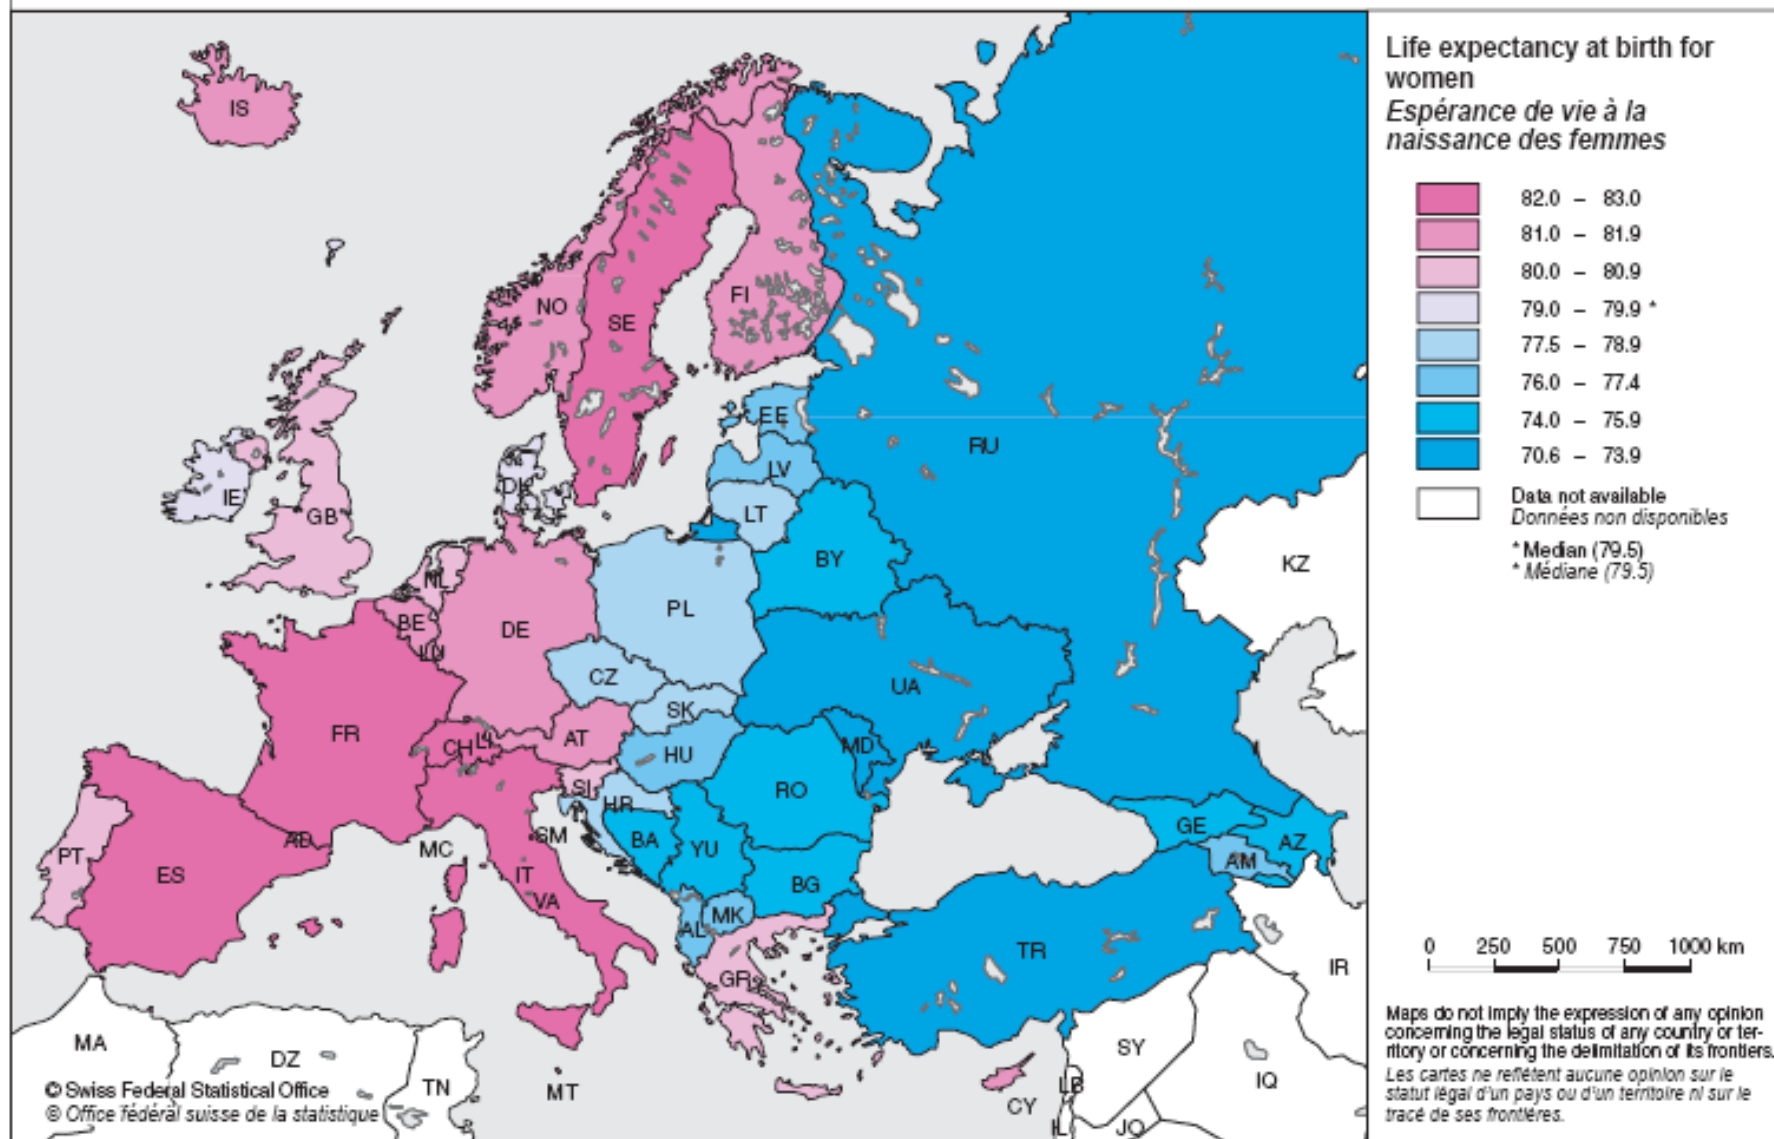 Life expectancy at birth for
women
Espérance de vie à la
naissance des femmes
82.0 – 83.0
81.0 – 81.9
80.0 – 80.9
79.0 – 79.9 *
77.5 – 78.9
76.0 – 77.4
74.0 – 75.9
70.6 – 73.9
Data not available
Données non disponibles
* Median (79.5)
* Médiane (79.5)
IS
NO
SE
FI
RU
EE
LV
LT
IE
DK
GB
BY
KZ
NL
PL
BE
DE
LU
CZ
UA
SK
FR
CH
LI
AT
HU
MD
SI
HR
RO
SM
BA
YU
GE
AZ
AD
MC
PT
ES
IT
VA
BG
AM
AL
MK
TR
GR
IR
MA
DZ
TN
MT
CY
LB
SY
IQ
IL
JO
0 250 500 750 1000 km
Maps do not imply the expression of any opinion
concerning the legal status of any country or ter-
ritory or concerning the delimitation of its frontiers.
Les cartes ne reflètent aucune opinion sur le
statut légal d'un pays ou d'un territoire ni sur le
tracé de ses frontières.
© Swiss Federal Statistical Office
© Office fédéral suisse de la statistique